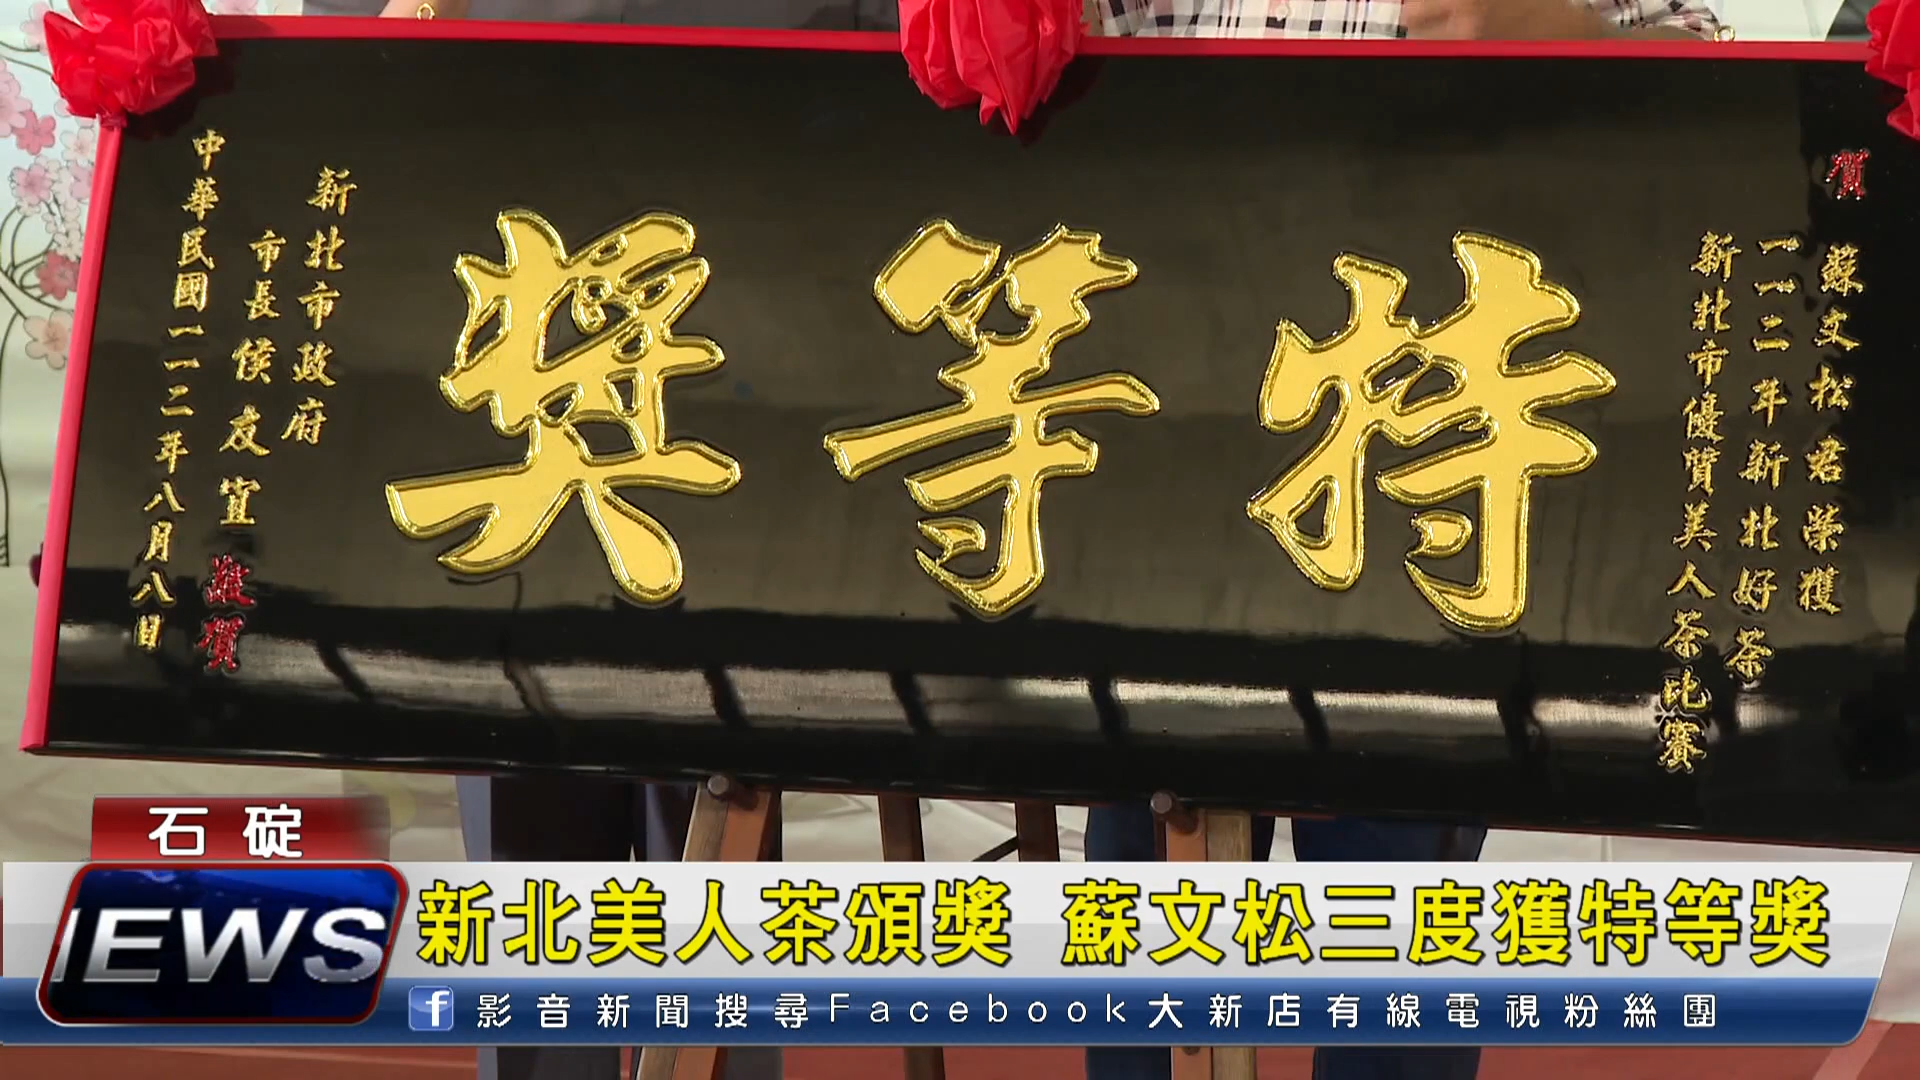 賀 蘇文松君榮獲
一一二年新北好茶
新北市優質美人茶比賽
特等獎
新北市政府
市長侯友宜 敬賀
中華民國一一二年八月八日
石碇
NEWS
新北美人茶頒獎 蘇文松三度獲特等獎
f 影音新聞搜尋Facebook大新店有線電視粉絲團